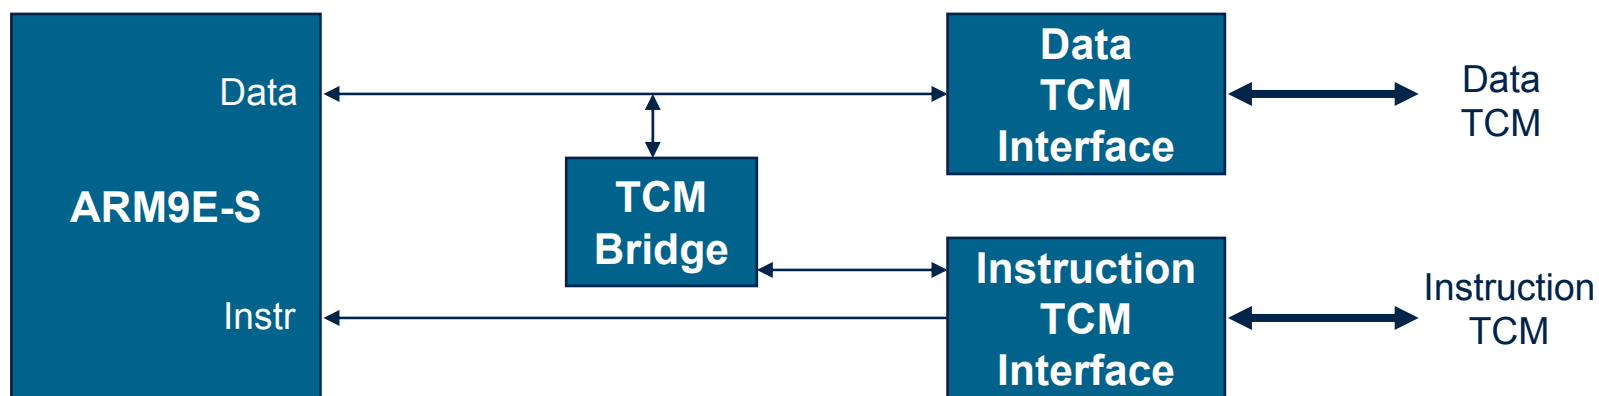 Data
ARM9E-S
Instr
TCM
Bridge
Data
TCM
Interface
Instruction
TCM
Interface
Data
TCM
Instruction
TCM